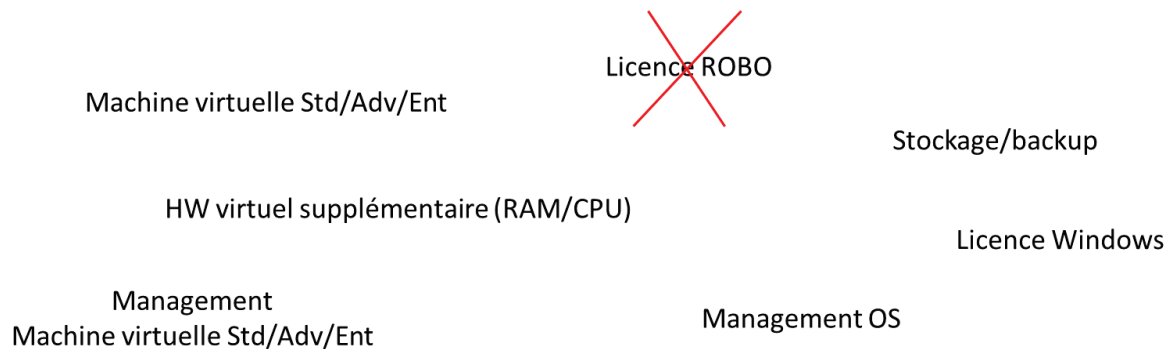 Licence ROBO
Machine virtuelle Std/Adv/Ent
Stockage/backup
HW virtuel supplémentaire (RAM/CPU)
Licence Windows
Management
Machine virtuelle Std/Adv/Ent
Management OS